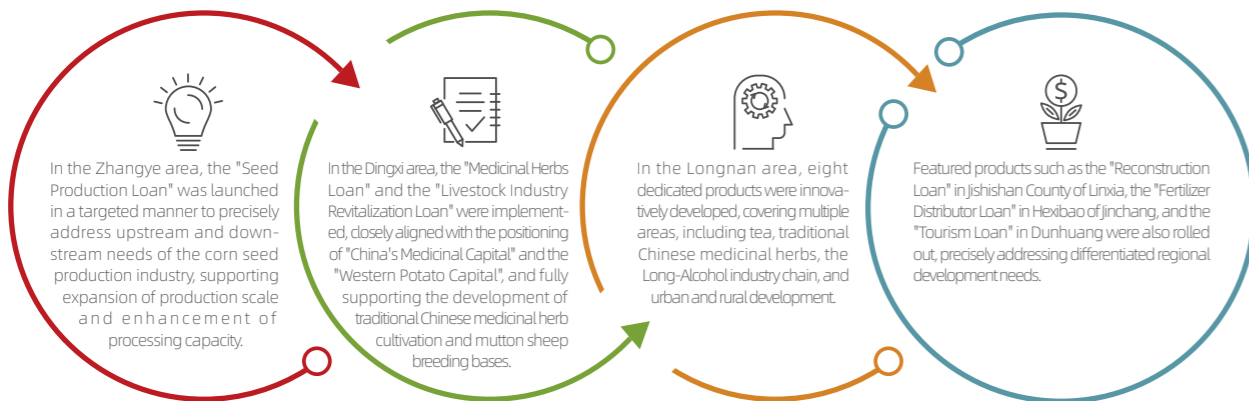 In the Zhangye area, the "Seed
Production Loan" was launched
in a targeted manner to precisely
address upstream and down-
stream needs of the corn seed
production industry, supporting
expansion of production scale
and enhancement of
processing capacity.
In the Dingxi area, the "Medicinal Herbs
Loan" and the "Livestock Industry
Revitalization Loan" were implement-
ed, closely aligned with the positioning
of "China's Medicinal Capital" and the
"Western Potato Capital", and fully
supporting the development of
traditional Chinese medicinal herb
cultivation and mutton sheep
breeding bases.
In the Longnan area, eight
dedicated products were innova-
tively developed, covering multiple
areas, including tea, traditional
Chinese medicinal herbs, the
Long-Alcohol industry chain, and
urban and rural development.
$
Featured products such as the "Reconstruction
Loan" in Jishishan County of Linxia, the "Fertilizer
Distributor Loan" in Hexibao of Jinchang, and the
"Tourism Loan" in Dunhuang were also rolled
out, precisely addressing differentiated regional
development needs.